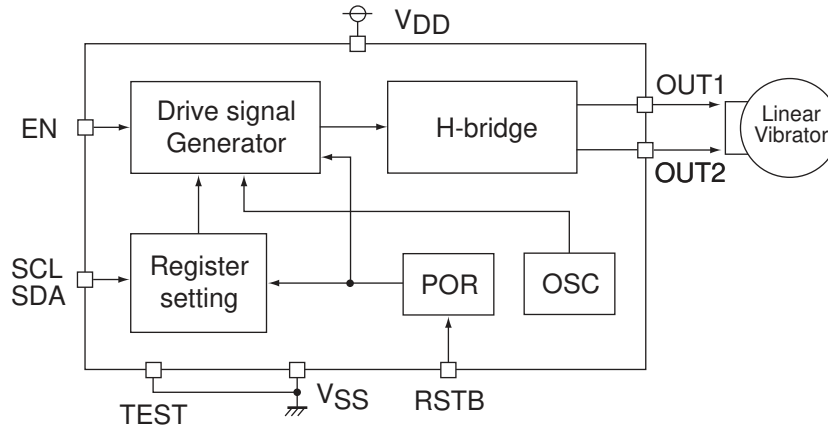 VDD
EN
Drive signal
Generator
H-bridge
OUT1
OUT2
Linear
Vibrator
SCL
SDA
Register
setting
POR
OSC
TEST
VSS
RSTB